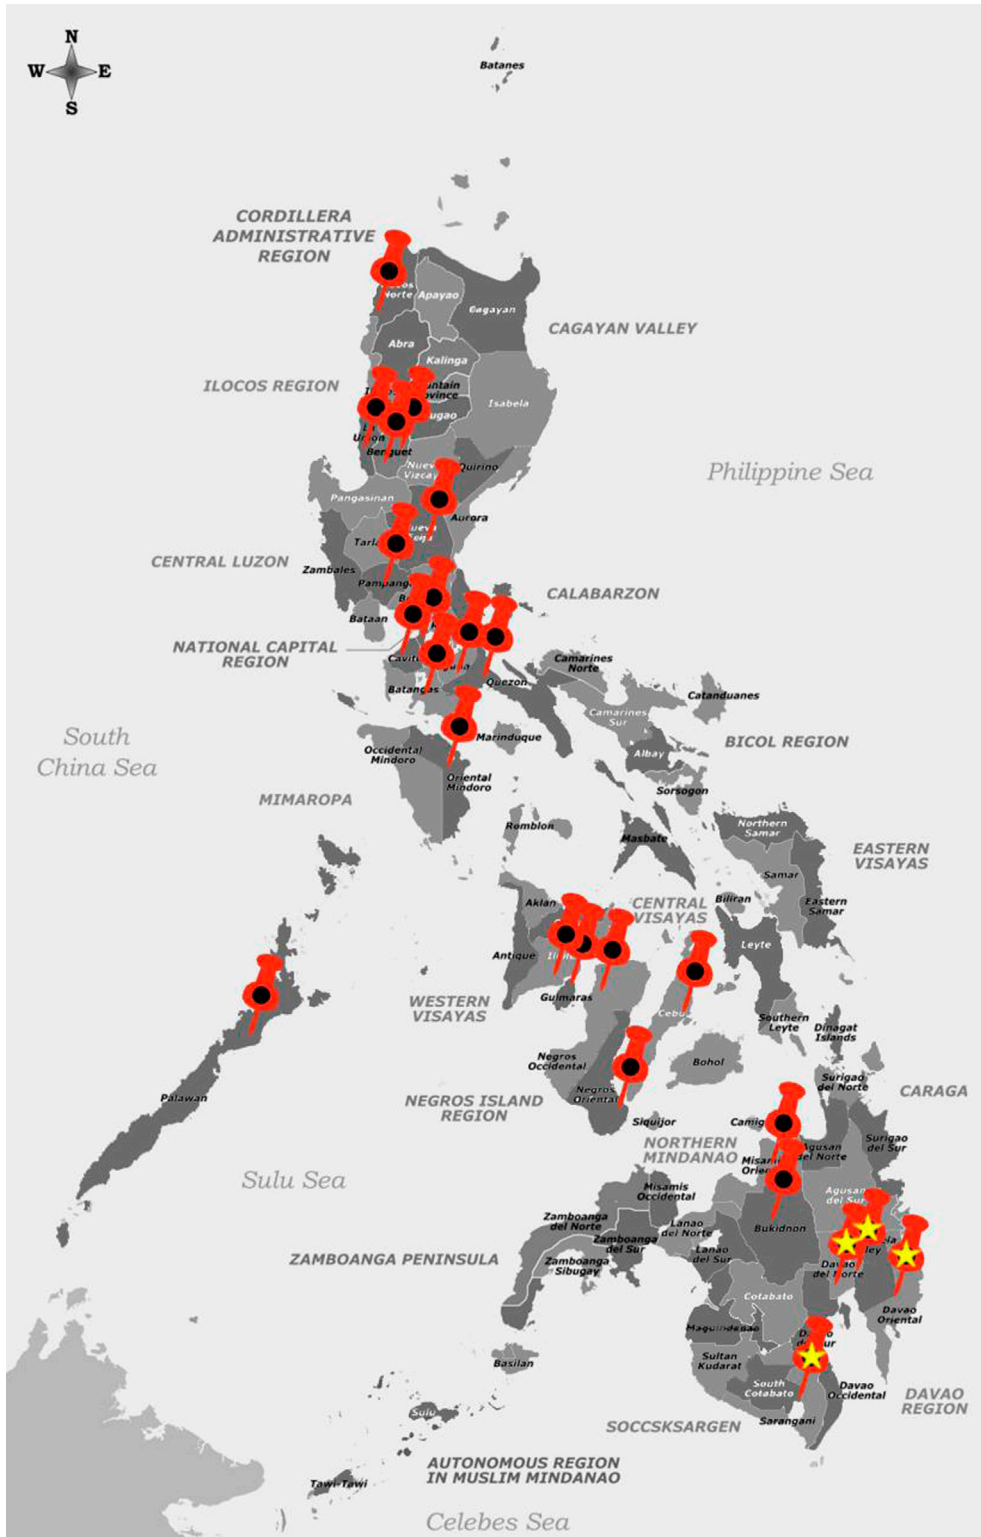 N
W E
S
Batanes
CORDILLERA
ADMINISTRATIVE
REGION
Norte
Apayao
Cagayan
CAGAYAN VALLEY
Abra
Kalinga
ILOCOS REGION
Isabela
Benguet
Quirino
Philippine Sea
Pangasinan
Aurora
CENTRAL LUZON
Zambales
CALABARZON
Bataan
NATIONAL CAPITAL
REGION
Camarines
Norte
Quezon
Batangas
Catanduanes
Camarines
Sur
South
China Sea
Marinduque
BICOL REGION
Occidental
Mindoro
Albay
Oriental
Mindoro
Sorsogon
MIMAROPA
Romblon
Masbate
Northern
Samar
EASTERN
VISAYAS
Samar
Aklan
CENTRAL
VISAYAS
Biliran
Eastern
Samar
Antique
Leyte
WESTERN
VISAYAS
Guimaras
Cebu
Southern
Leyte
Dinagat
Islands
Negros
Occidental
Bohol
Surigao
del Norte
CARAGA
Palawan
NEGROS ISLAND
REGION
Negros
Oriental
Siquijor
NORTHERN
MINDANAO
Agusan
del Norte
Surigao
del Sur
Sulu Sea
Misamis
Occidental
Agusan
del Sur
Zamboanga
del Norte
Lanao
del Norte
Bukidnon
ZAMBOANGA PENINSULA
Zamboanga
del Sur
Lanao
del Sur
Zamboanga
Sibugay
Davao
del Norte
Cotabato
Davao
Oriental
Maguindanao
Basilan
Sultan
Kudarat
South
Cotabato
Davao
Occidental
DAVAO
REGION
Sulu
Sarangani
SOCCSKSARGEN
AUTONOMOUS REGION
IN MUSLIM MINDANAO
Tawi-Tawi
Celebes Sea